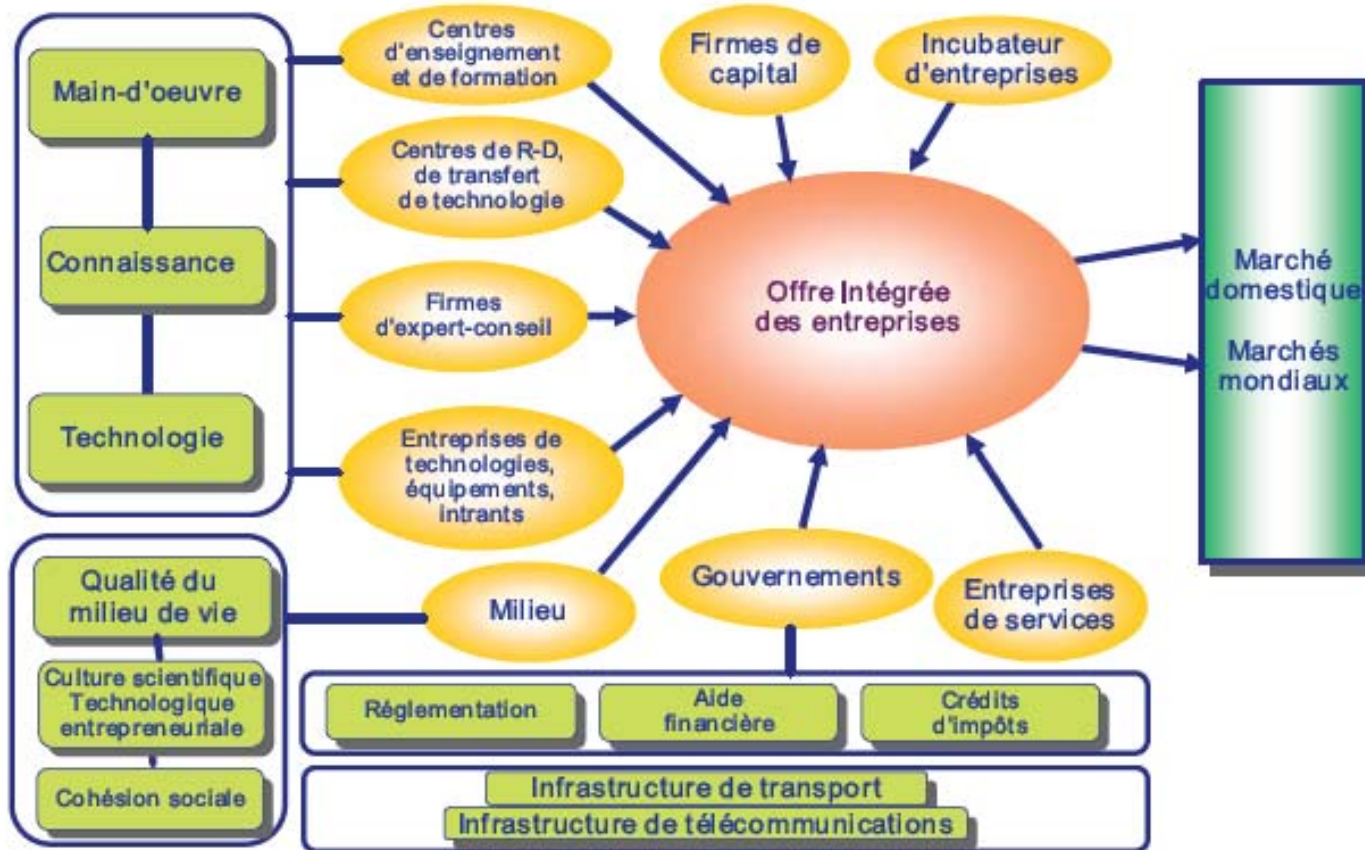 Main-d'oeuvre
Connaissance
Technologie
Centres
d'enseignement
et de formation
Centres de R-D,
de transfert
de technologie
Firmes
d'expert-conseil
Entreprises de
technologies,
équipements,
intrants
Firmes de
capital
Incubateur
d'entreprises
Offre Intégrée
des entreprises
Marché
domestique
Marchés
mondiaux
Qualité du
milieu de vie
Culture scientifique
Technologique
entrepreneuriale
Cohésion sociale
Milieu
Gouvernements
Entreprises
de services
Réglementation
Aide
financière
Crédits
d'impôts
Infrastructure de transport
Infrastructure de télécommunications